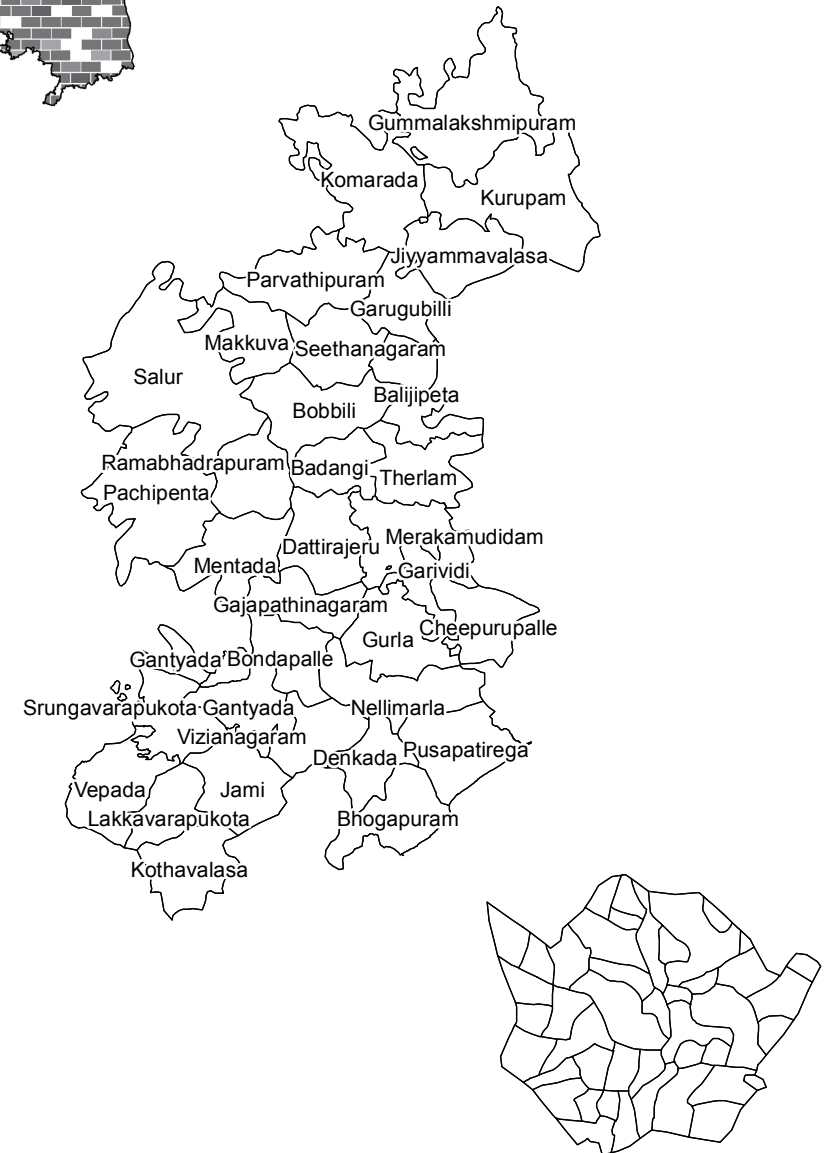 Gummalakshmipuram
Komarada
Kurupam
Jiyyammavalasa
Parvathipuram
Garugubilli
Makkuva
Seethanagaram
Salur
Balijipeta
Bobbili
Ramabhadrapuram
Badangi
Therlam
Pachipenta
Merakamudidam
Dattirajeru
Mentada
Garividi
Gajapathinagaram
Cheepurupalle
Gurla
Gantyada
Bondapalle
Srungavarapukota
Gantyada
Nellimarla
Vizianagaram
Denkada
Pusapatirega
Vepada
Jami
Lakkavarapukota
Bhogapuram
Kothavalasa